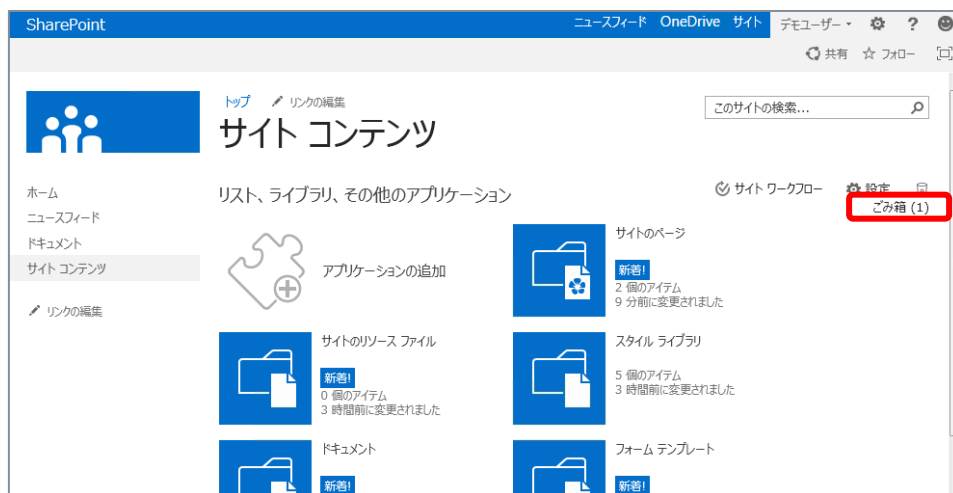 SharePoint
ニュースフィード OneDrive サイト デモユーザー ?
共有 フォロー
トップ リンクの編集
このサイトの検索...
サイト コンテンツ
ホーム
ニュースフィード
ドキュメント
サイト コンテンツ
リンクの編集
リスト、ライブラリ、その他のアプリケーション
サイト ワークフロー 設定
ごみ箱 (1)
アプリケーションの追加
サイトのページ
新着!
2 個のアイテム
9 分前に変更されました
サイトのリソース ファイル
新着!
0 個のアイテム
3 時間前に変更されました
スタイル ライブラリ
5 個のアイテム
3 時間前に変更されました
ドキュメント
新着!
フォーム テンプレート
新着!